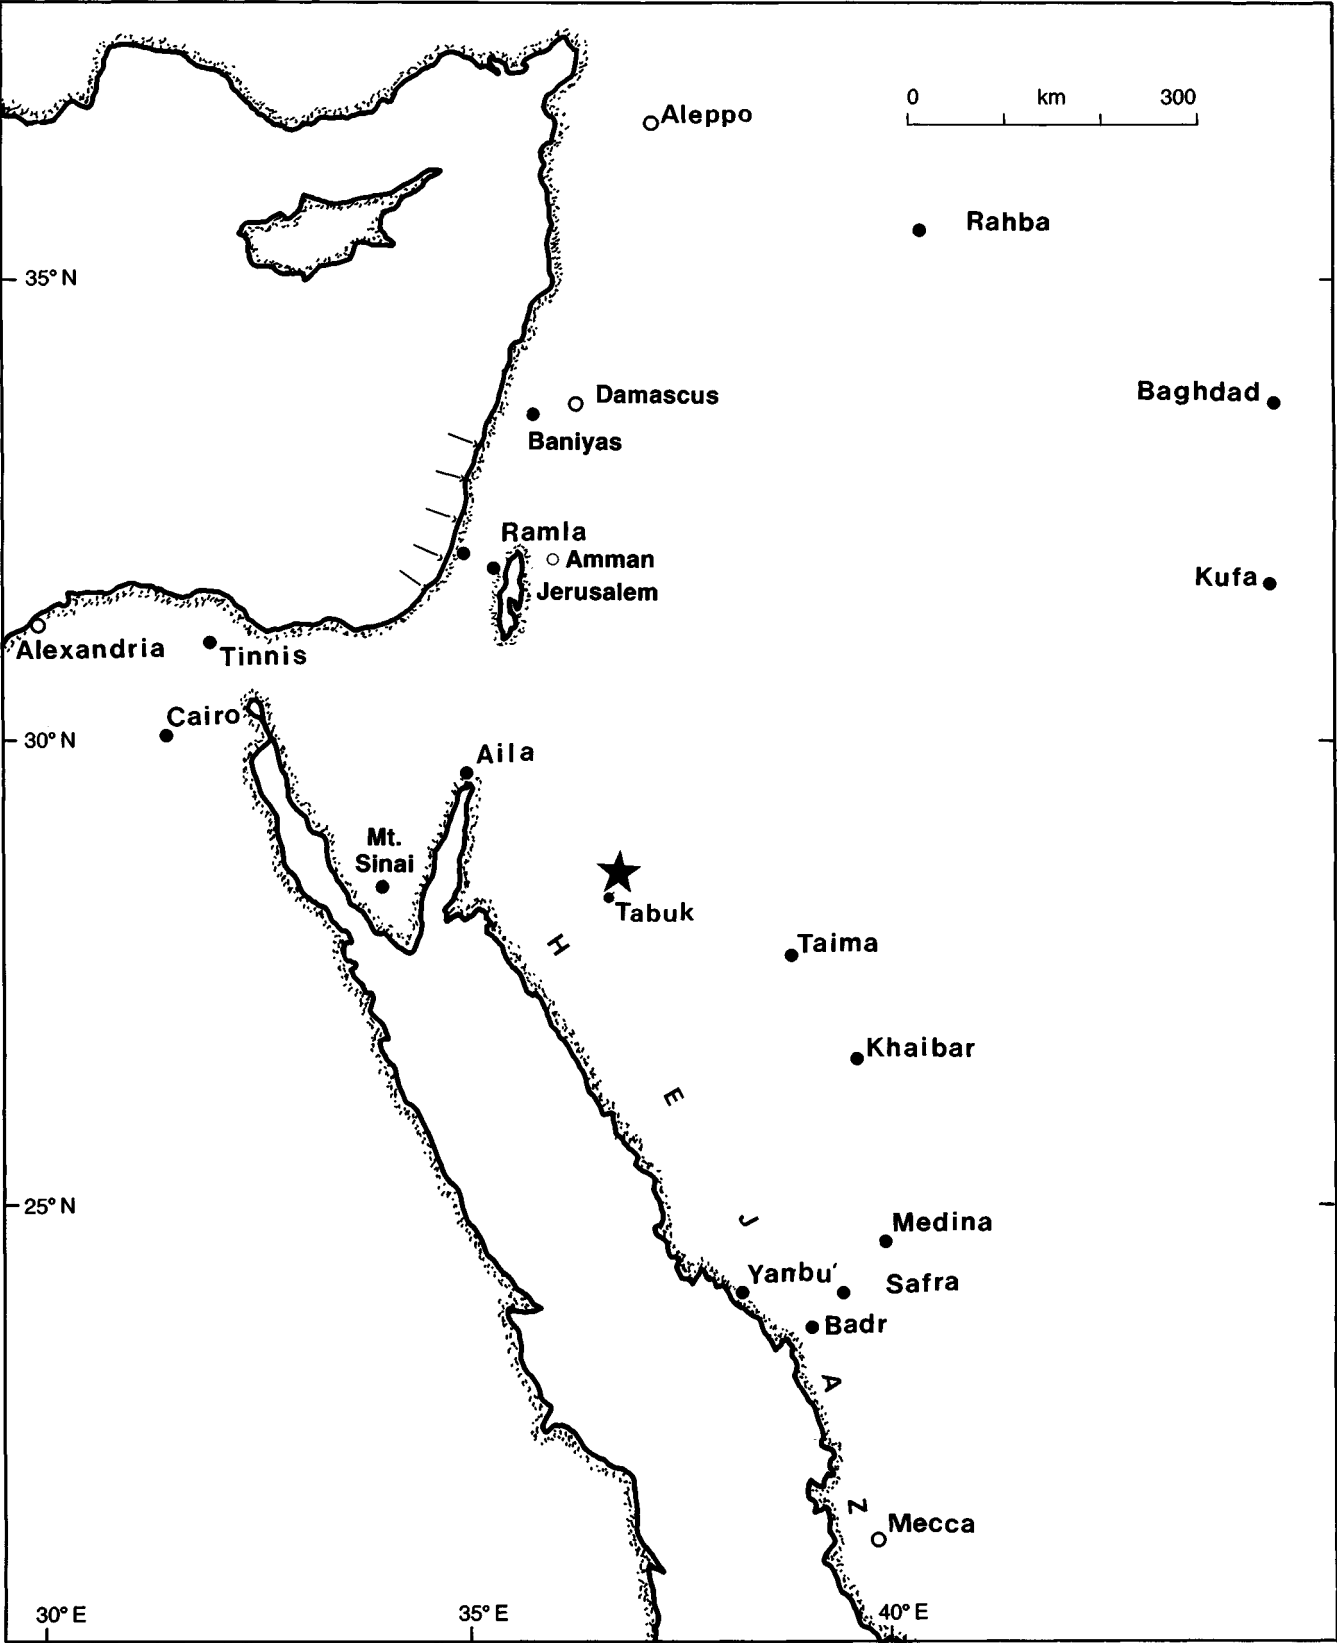 Aleppo
0 km 300
Rahba
35° N
Damascus
Baghdad
Baniyas
Ramla
Amman
Kufa
Jerusalem
Alexandria
Tinnis
Cairo
30° N
Aila
Mt.
Sinai
Tabuk
Taima
Khaibar
HEJAZ
25° N
Medina
Yanbu'
Safra
Badr
Mecca
30° E
35° E
40° E